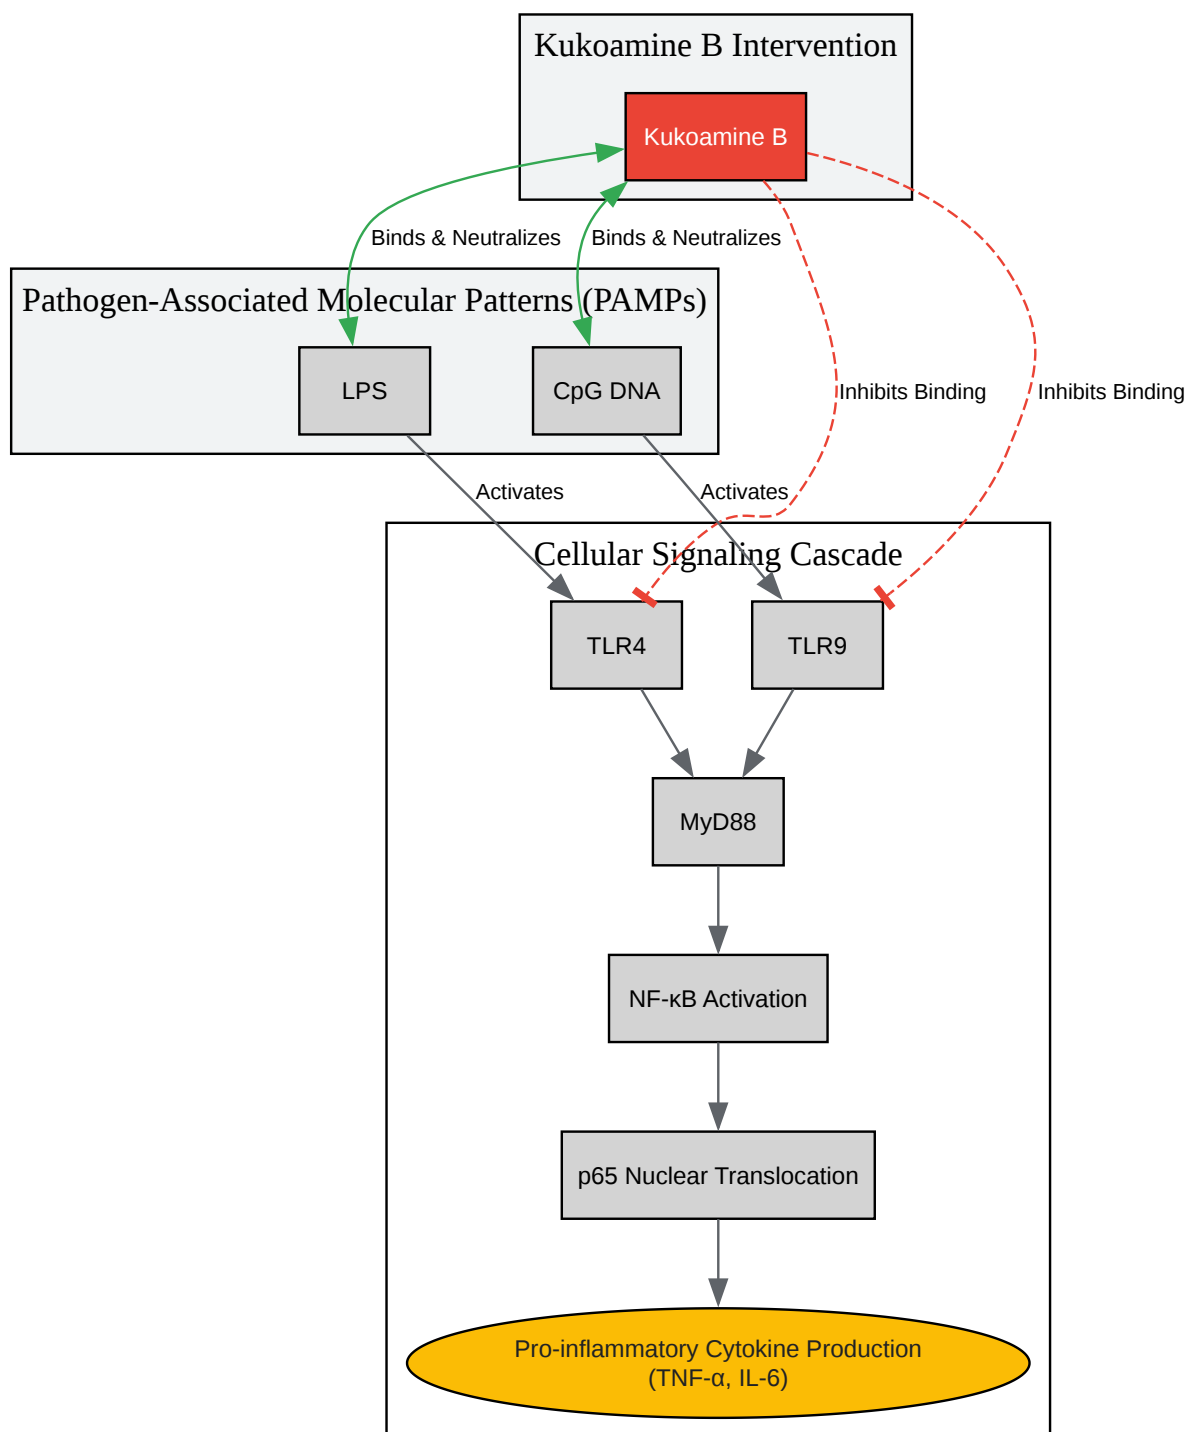 Kukoamine B Intervention
Kukoamine B
Binds & Neutralizes
Binds & Neutralizes
Pathogen-Associated Molecular Patterns (PAMPs)
LPS
CpG DNA
Inhibits Binding
Inhibits Binding
Activates
Activates
Cellular Signaling Cascade
TLR4
TLR9
MyD88
NF-κB Activation
p65 Nuclear Translocation
Pro-inflammatory Cytokine Production
(TNF-α, IL-6)